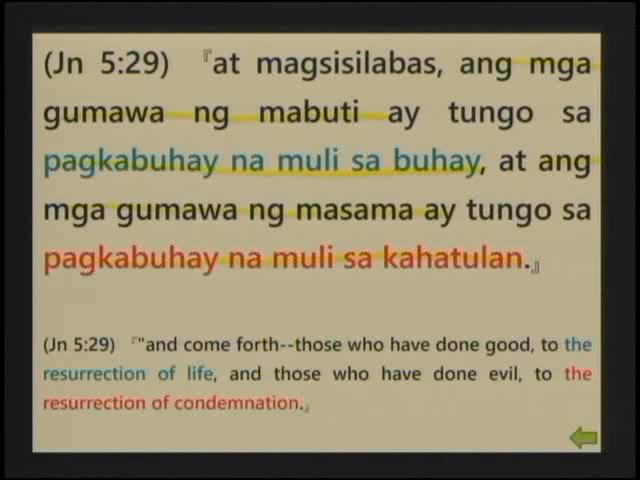 (Jn 5:29) 『at magsisilabas, ang mga
gumawa ng mabuti ay tungo sa
pagkabuhay na muli sa buhay, at ang
mga gumawa ng masama ay tungo sa
pagkabuhay na muli sa kahatulan.』
(Jn 5:29) 『"and come forth--those who have done good, to the
resurrection of life, and those who have done evil, to the
resurrection of condemnation.』